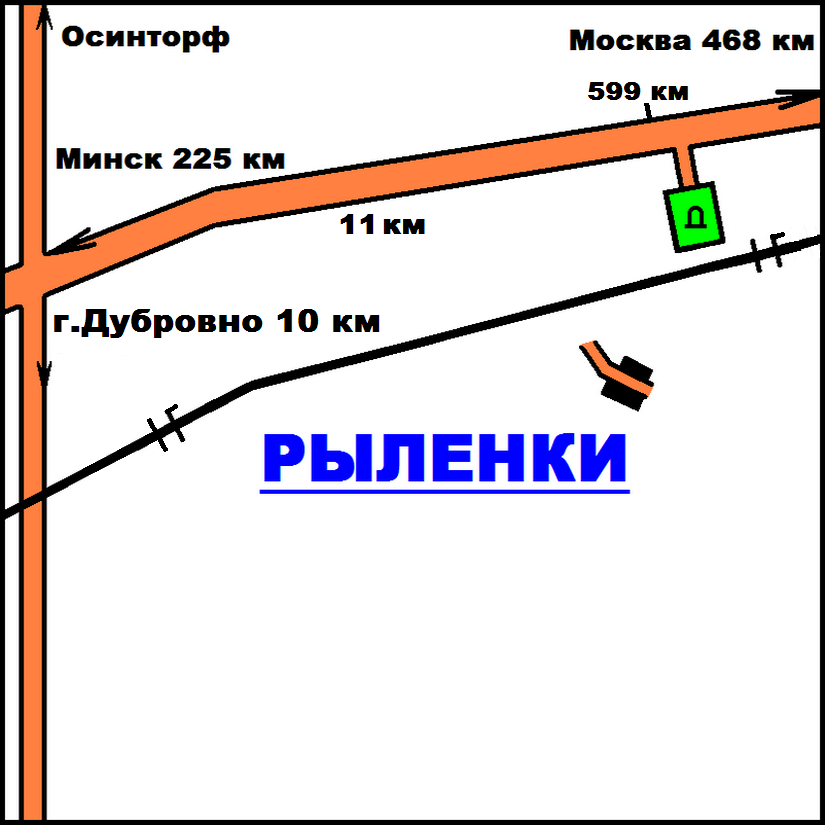 Осинторф
Москва 468 км
599 км
Минск 225 км
11 км
г.Дубровно 10 км
РЫЛЕНКИ